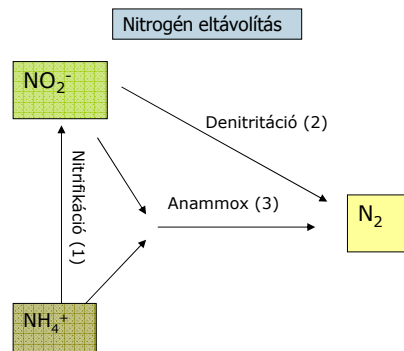 Nitrogén eltávolítás
NO₂⁻
Denitritáció (2)
Nitrifikáció (1)
Anammox (3)
N₂
NH₄⁺